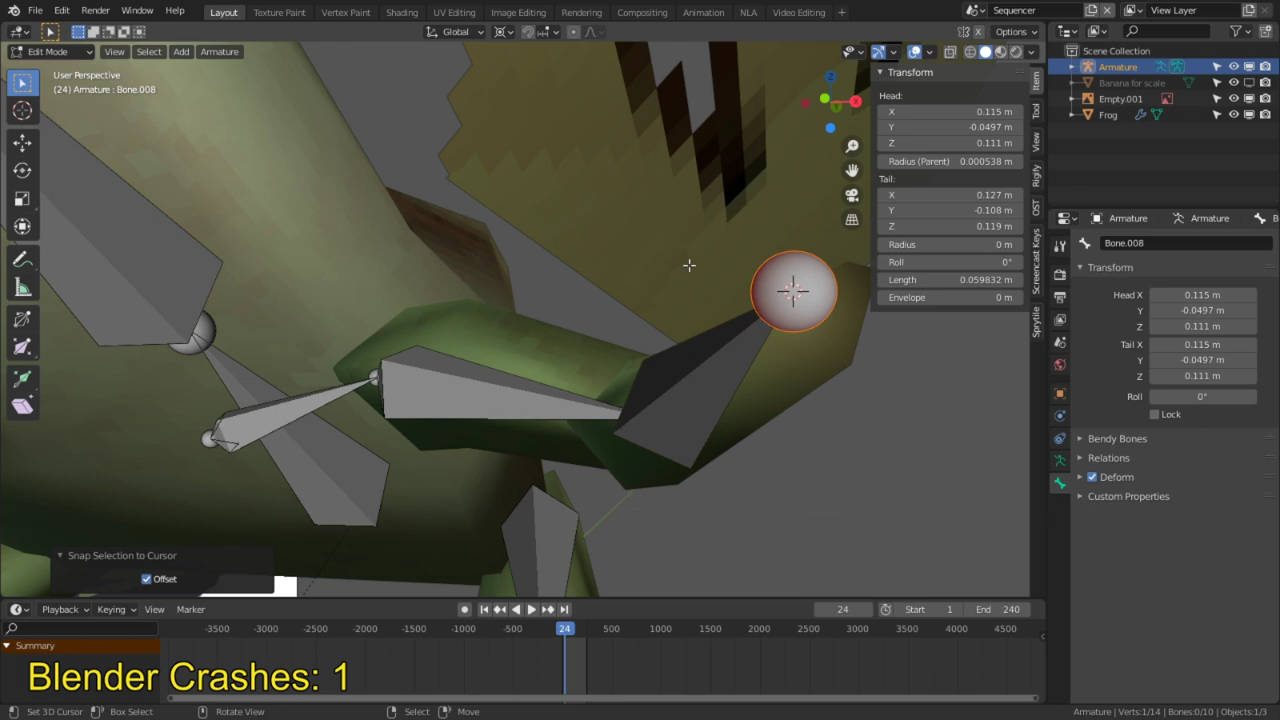 File Edit Render Window Help Layout Texture Paint Vertex Paint Shading UV Editing Image Editing Rendering Compositing Animation NLA Video Editing + Sequencer View Layer
Global Options
Edit Mode View Select Add Armature
User Perspective
(24) Armature : Bone.008
Z
X
Transform
Head:
X 0.115 m
Y -0.0497 m
Z 0.111 m
Radius (Parent) 0.000538 m
Tail:
X 0.127 m
Y -0.108 m
Z 0.119 m
Radius 0 m
Roll 0°
Length 0.059832 m
Envelope 0 m
Item
Tool
View
Rigify
OST
Screencast Keys
Sprytile
Scene Collection
Armature
Banana for scale
Empty.001
Frog
Armature Armature B
Bone.008
Transform
Head X 0.115 m
Y -0.0497 m
Z 0.111 m
Tail X 0.115 m
Y -0.0497 m
Z 0.111 m
Roll 0°
Lock
Bendy Bones
Relations
Deform
Custom Properties
Snap Selection to Cursor
Offset
Playback Keying View Marker 24 Start 1 End 240
-3500 -3000 -2500 -2000 -1500 -1000 -500 24 500 1000 1500 2000 2500 3000 3500 4000 4500
Summary
Blender Crashes: 1
Set 3D Cursor Box Select Rotate View Select Move Armature | Verts:1/14 | Bones:0/10 | Objects:1/3